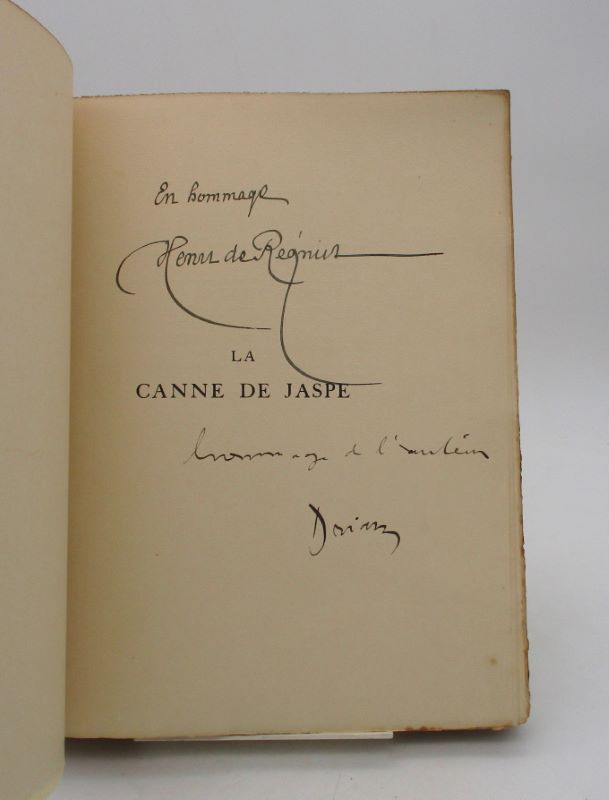 En hommage
Henri de Régnier
LA
CANNE DE JASPE
hommage de l'auteur